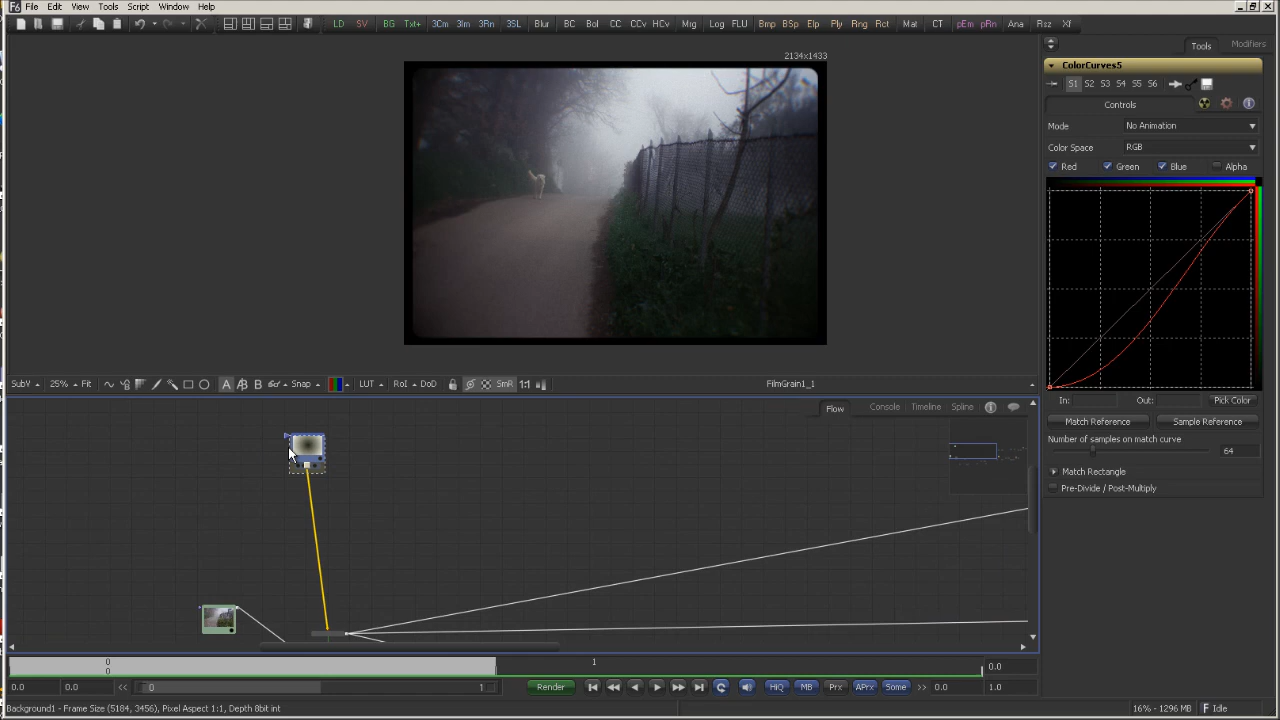 File Edit View Tools Script Window Help
LD SV BG Txt+ 3Cm 3Im 3Rn 3SL Blur BC Bol CC CCv HCv Mrg Log FLU Bmp BSp Elp Ply Rng Rct Mat CT pEm pRn Ana Rsz Xf
2134x1433
Tools Modifiers
ColorCurves5
S1 S2 S3 S4 S5 S6
Controls
Mode No Animation
Color Space RGB
Red Green Blue Alpha
In: Out: Pick Color
Match Reference Sample Reference
Number of samples on match curve
64
Match Rectangle
Pre-Divide / Post-Multiply
SubV 25% Fit A B Snap LUT RoI DoD SmR 1:1 FilmGrain1_1
Flow Console Timeline Spline
0 1 0.0
0
0.0 0.0 << 0 1 Render HiQ MB Prx APrx Some >> 0.0 1.0
Background1 - Frame Size (5184, 3456), Pixel Aspect 1:1, Depth 8bit int 16% - 1296 MB Idle